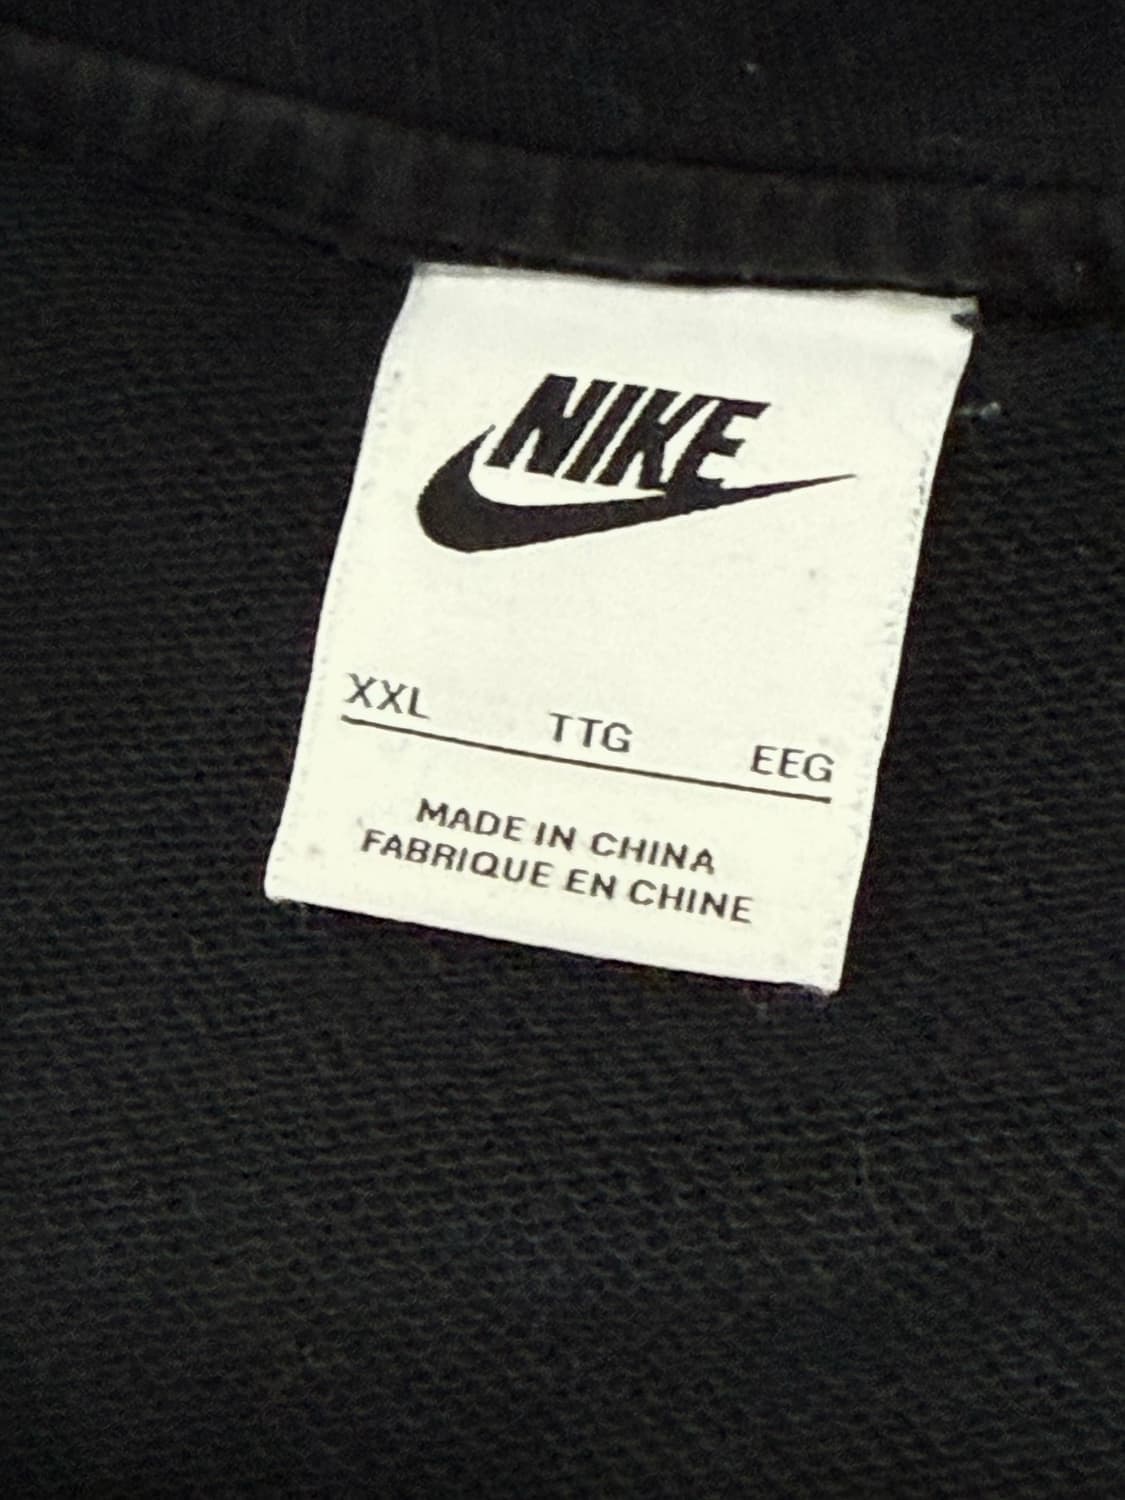 NIKE
XXL TTG EEG
MADE IN CHINA
FABRIQUE EN CHINE